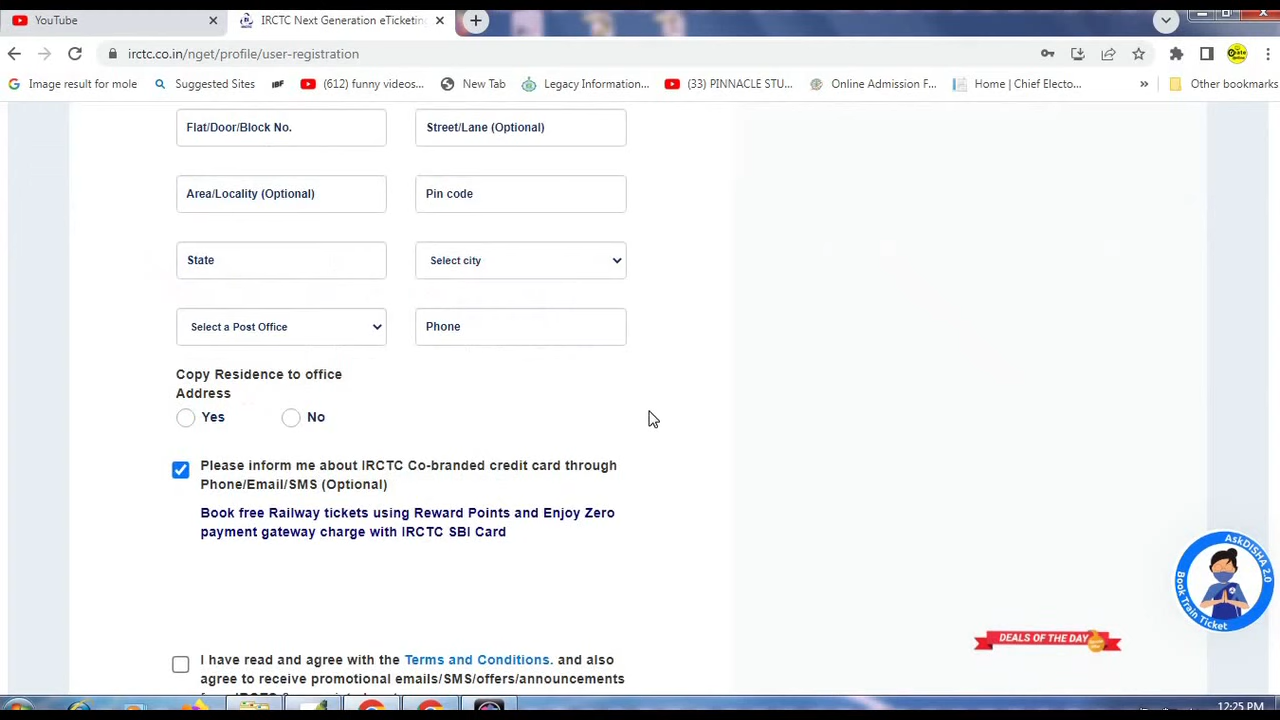 YouTube
IRCTC Next Generation eTicketing
irctc.co.in/nget/profile/user-registration
Image result for mole
Suggested Sites
(612) funny videos...
New Tab
Legacy Information...
(33) PINNACLE STU...
Online Admission F...
Home | Chief Electo...
»
Other bookmarks
Flat/Door/Block No.
Street/Lane (Optional)
Area/Locality (Optional)
Pin code
State
Select city
Select a Post Office
Phone
Copy Residence to office
Address
Yes
No
Please inform me about IRCTC Co-branded credit card through
Phone/Email/SMS (Optional)
Book free Railway tickets using Reward Points and Enjoy Zero
payment gateway charge with IRCTC SBI Card
AskDISHA 2.0
Book Train Ticket
DEALS OF THE DAY
I have read and agree with the Terms and Conditions. and also
agree to receive promotional emails/SMS/offers/announcements
12:25 PM